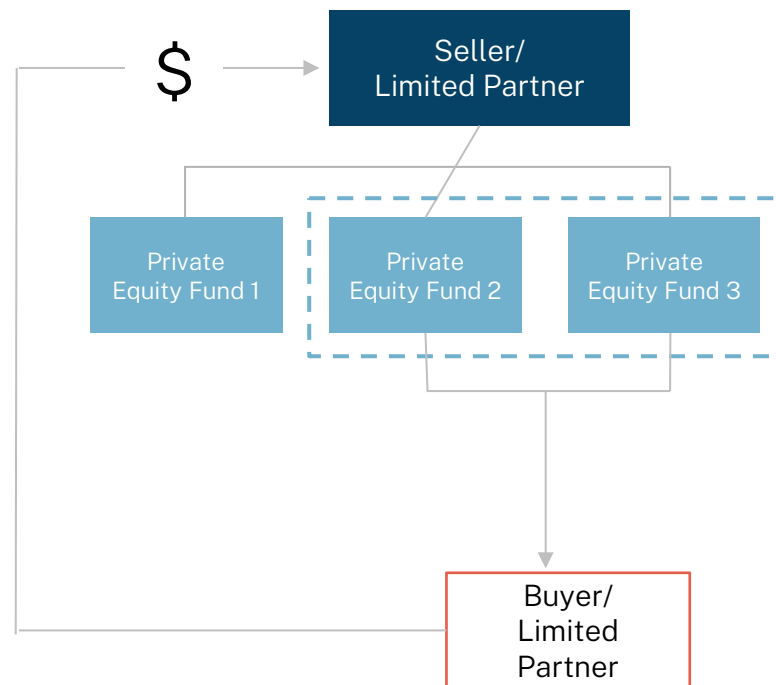 $
Seller/
Limited Partner
Private
Equity Fund 1
Private
Equity Fund 2
Private
Equity Fund 3
Buyer/
Limited
Partner